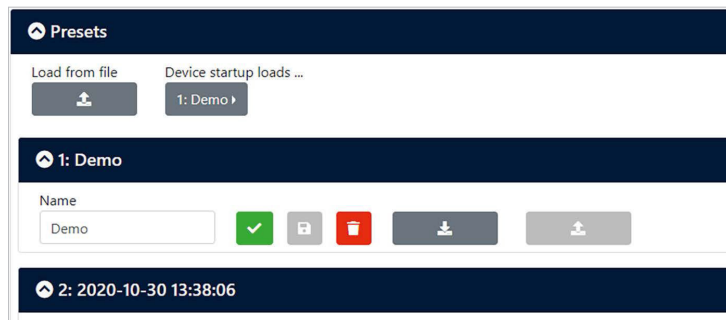 Presets
Load from file
Device startup loads ...
1: Demo
1: Demo
Name
Demo
2: 2020-10-30 13:38:06